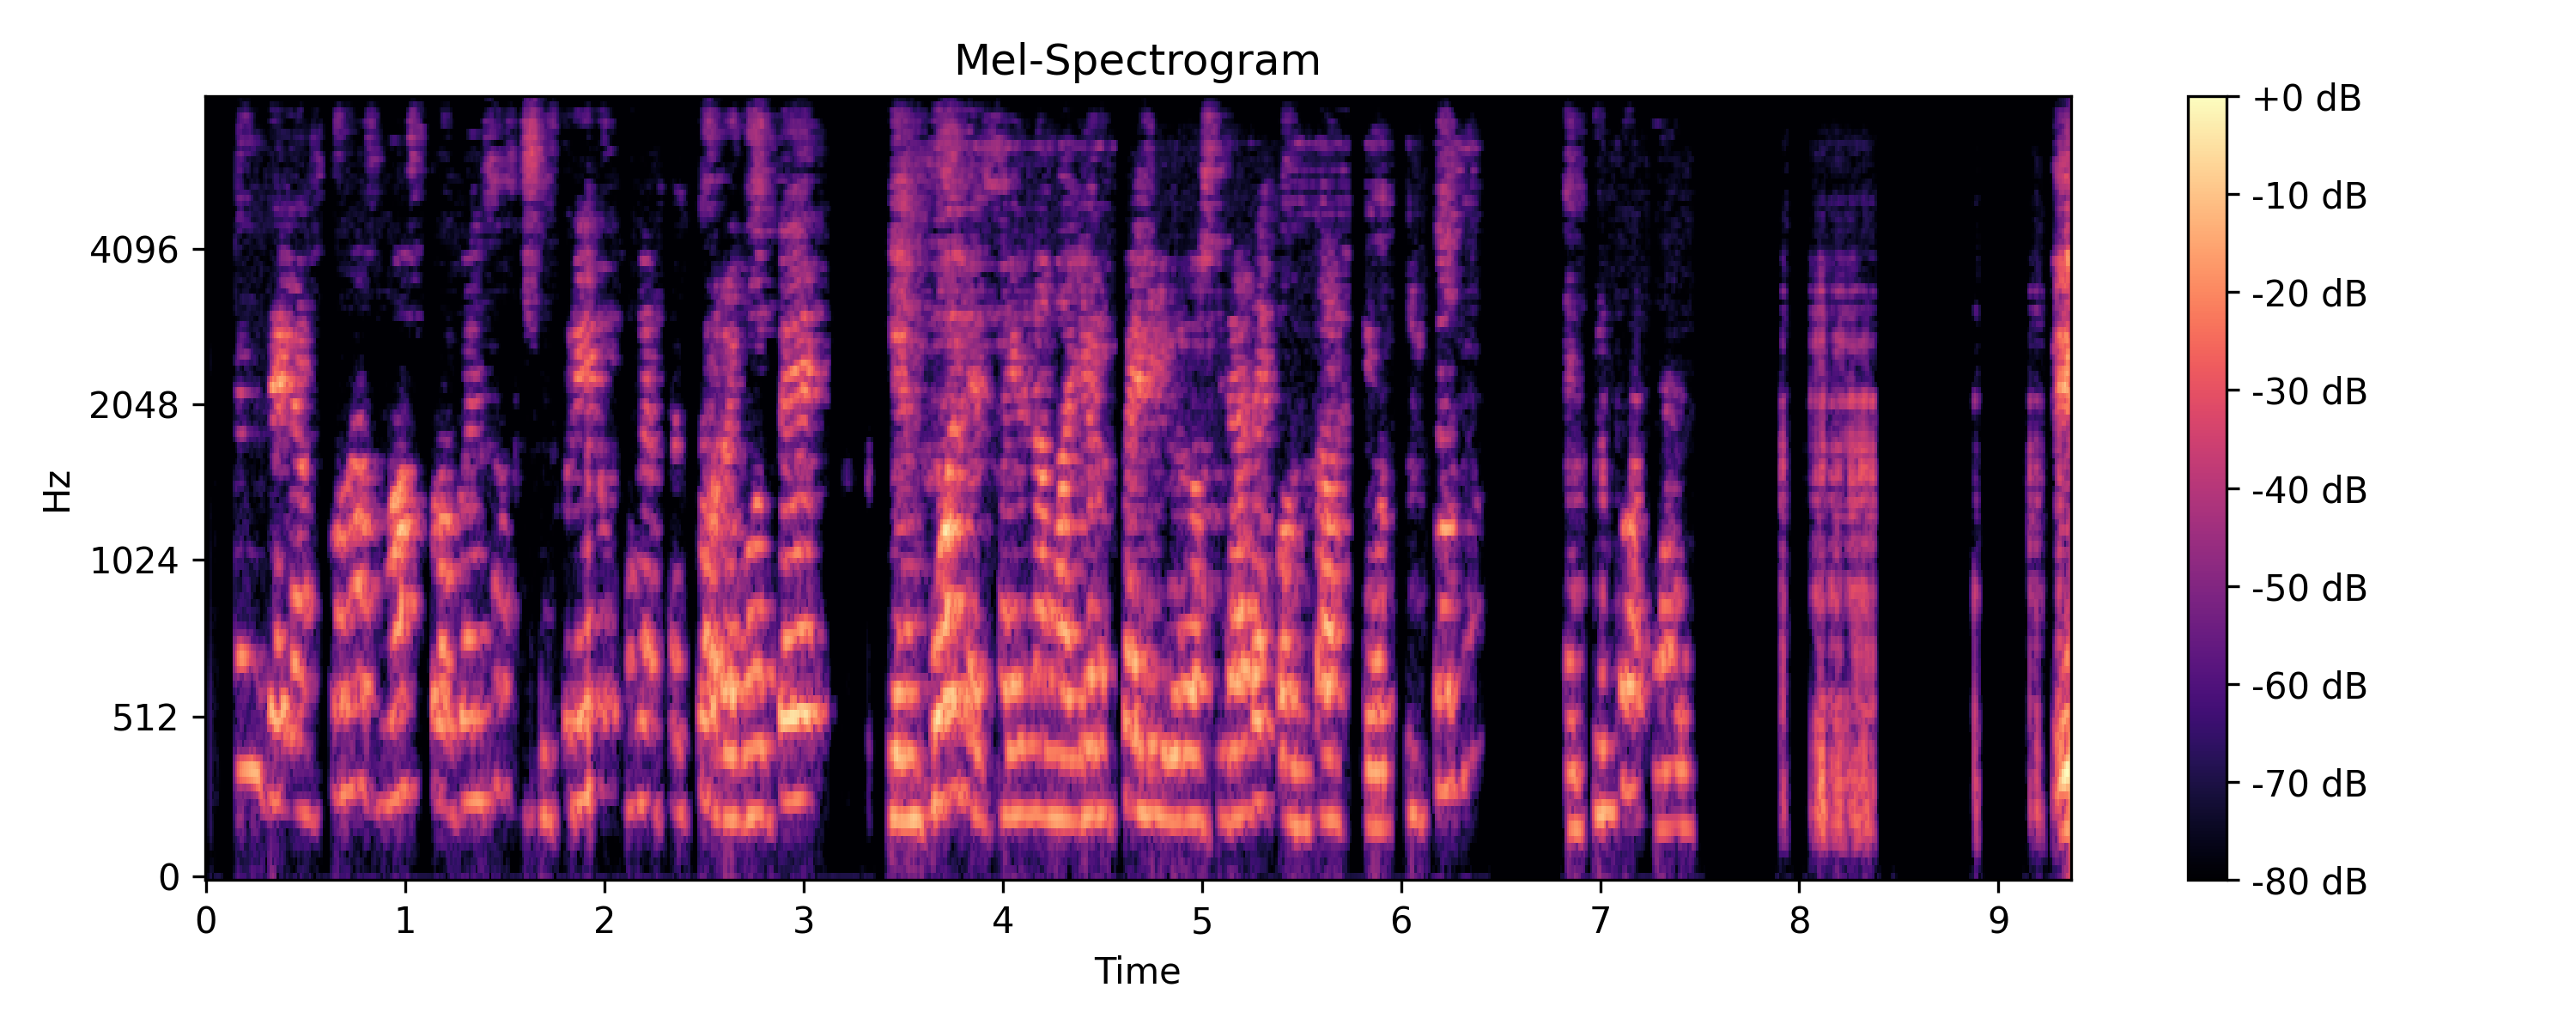 Mel-Spectrogram
+0 dB
-10 dB
-20 dB
-30 dB
-40 dB
-50 dB
-60 dB
-70 dB
-80 dB
Hz
4096
2048
1024
512
0
0 1 2 3 4 5 6 7 8 9
Time